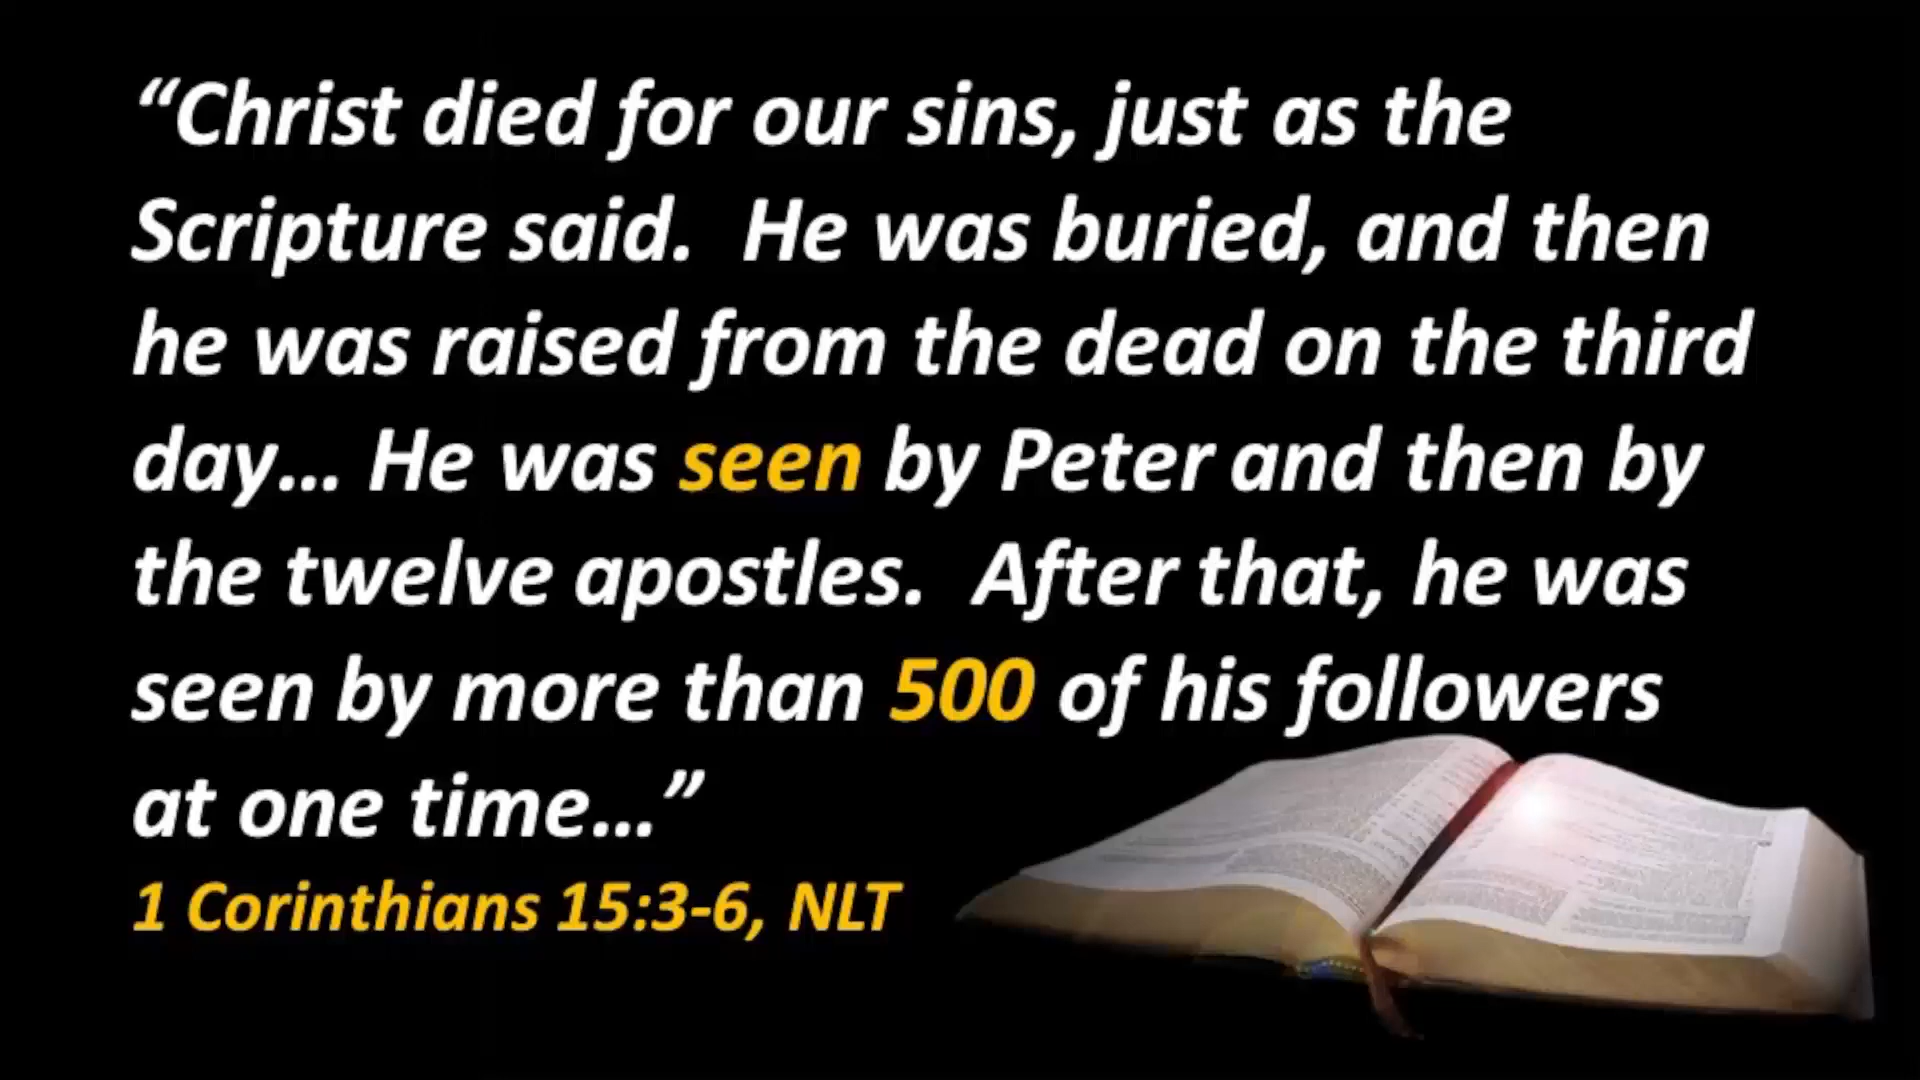 “Christ died for our sins, just as the
Scripture said.  He was buried, and then
he was raised from the dead on the third
day... He was seen by Peter and then by
the twelve apostles.  After that, he was
seen by more than 500 of his followers
at one time...”
1 Corinthians 15:3-6, NLT